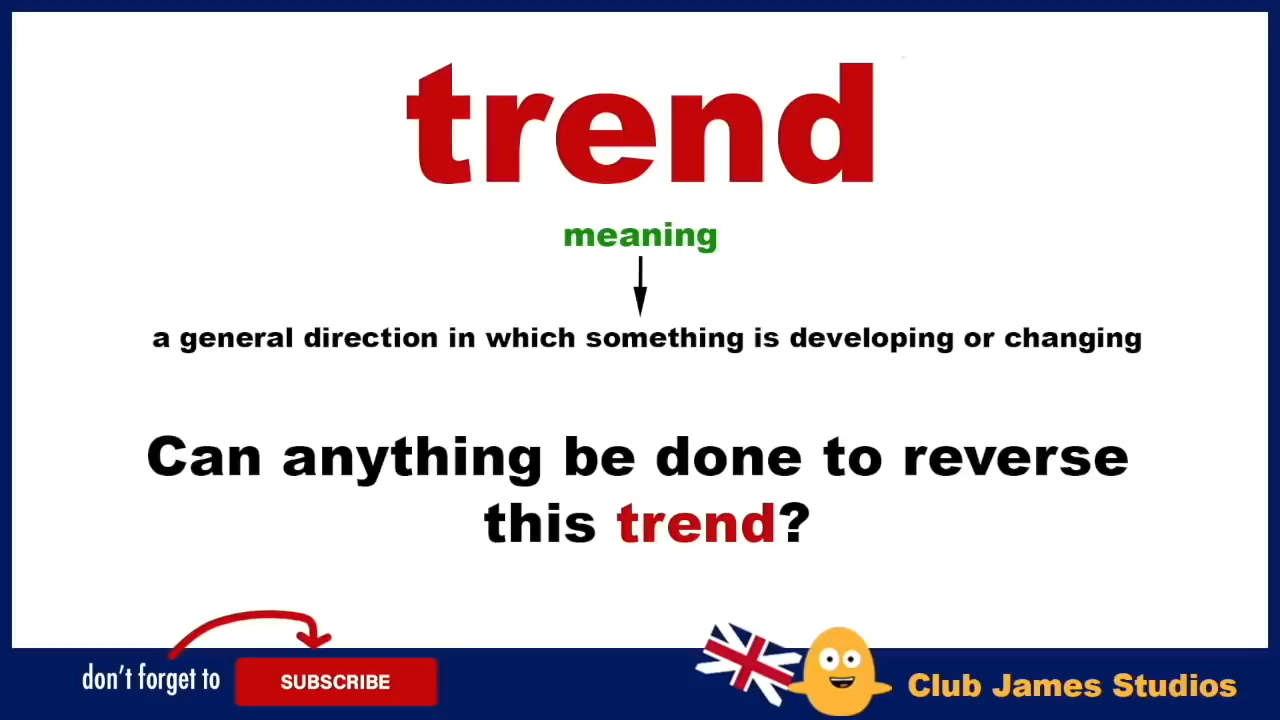 trend
meaning
a general direction in which something is developing or changing
Can anything be done to reverse
this trend?
don't forget to
SUBSCRIBE
Club James Studios